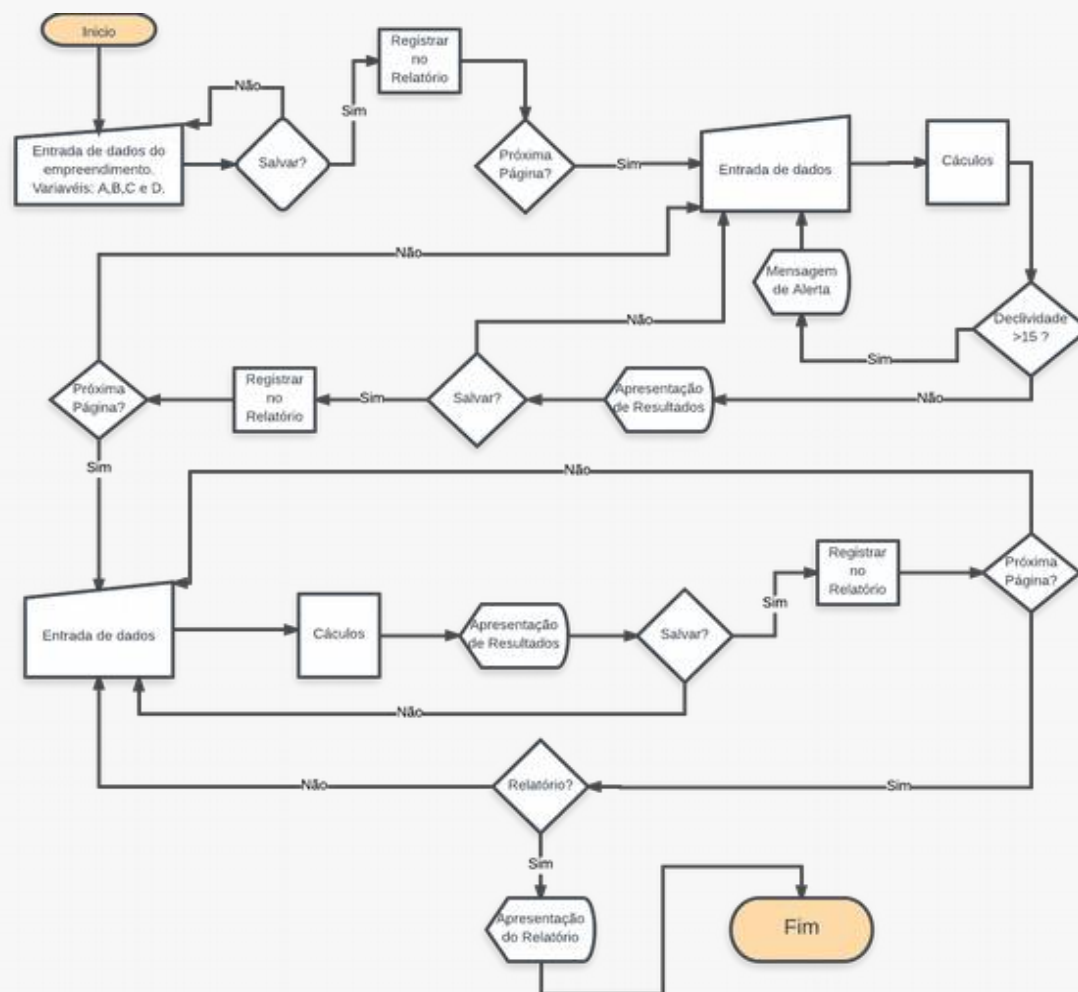 Inicio
Entrada de dados do
empreendimento.
Variavéis: A,B,C e D.
Não
Salvar?
Sim
Registrar
no
Relatório
Próxima
Página?
Sim
Entrada de dados
Cáculos
Não
Mensagem
de Alerta
Declividade
>15 ?
Não
Sim
Próxima
Página?
Registrar
no
Relatório
Sim
Salvar?
Apresentação
de Resultados
Não
Sim
Não
Entrada de dados
Cáculos
Apresentação
de Resultados
Salvar?
Sim
Registrar
no
Relatório
Próxima
Página?
Não
Não
Relatório?
Sim
Sim
Apresentação
do Relatório
Fim